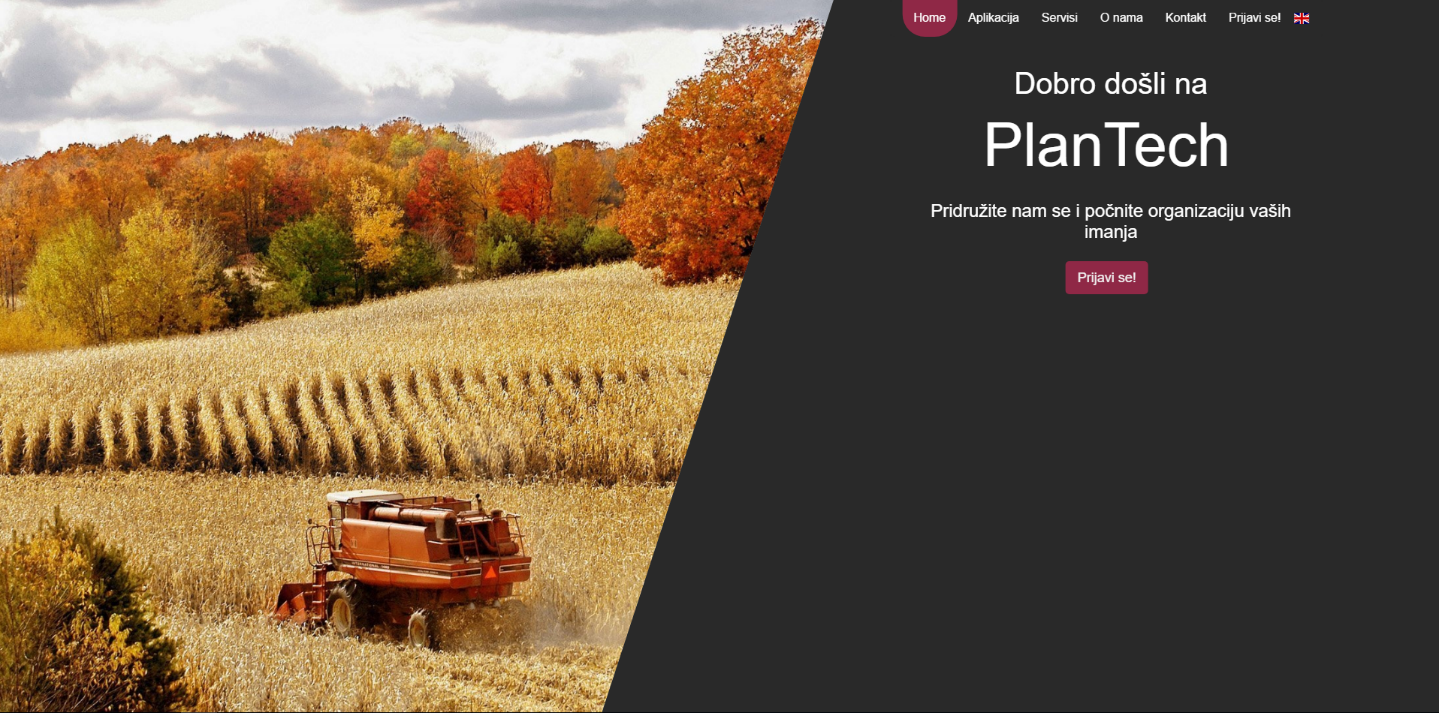 Home Aplikacija Servisi O nama Kontakt Prijavi se!
Dobro došli na
PlanTech
Pridružite nam se i počnite organizaciju vaših
imanja
Prijavi se!
INTERNATIONAL